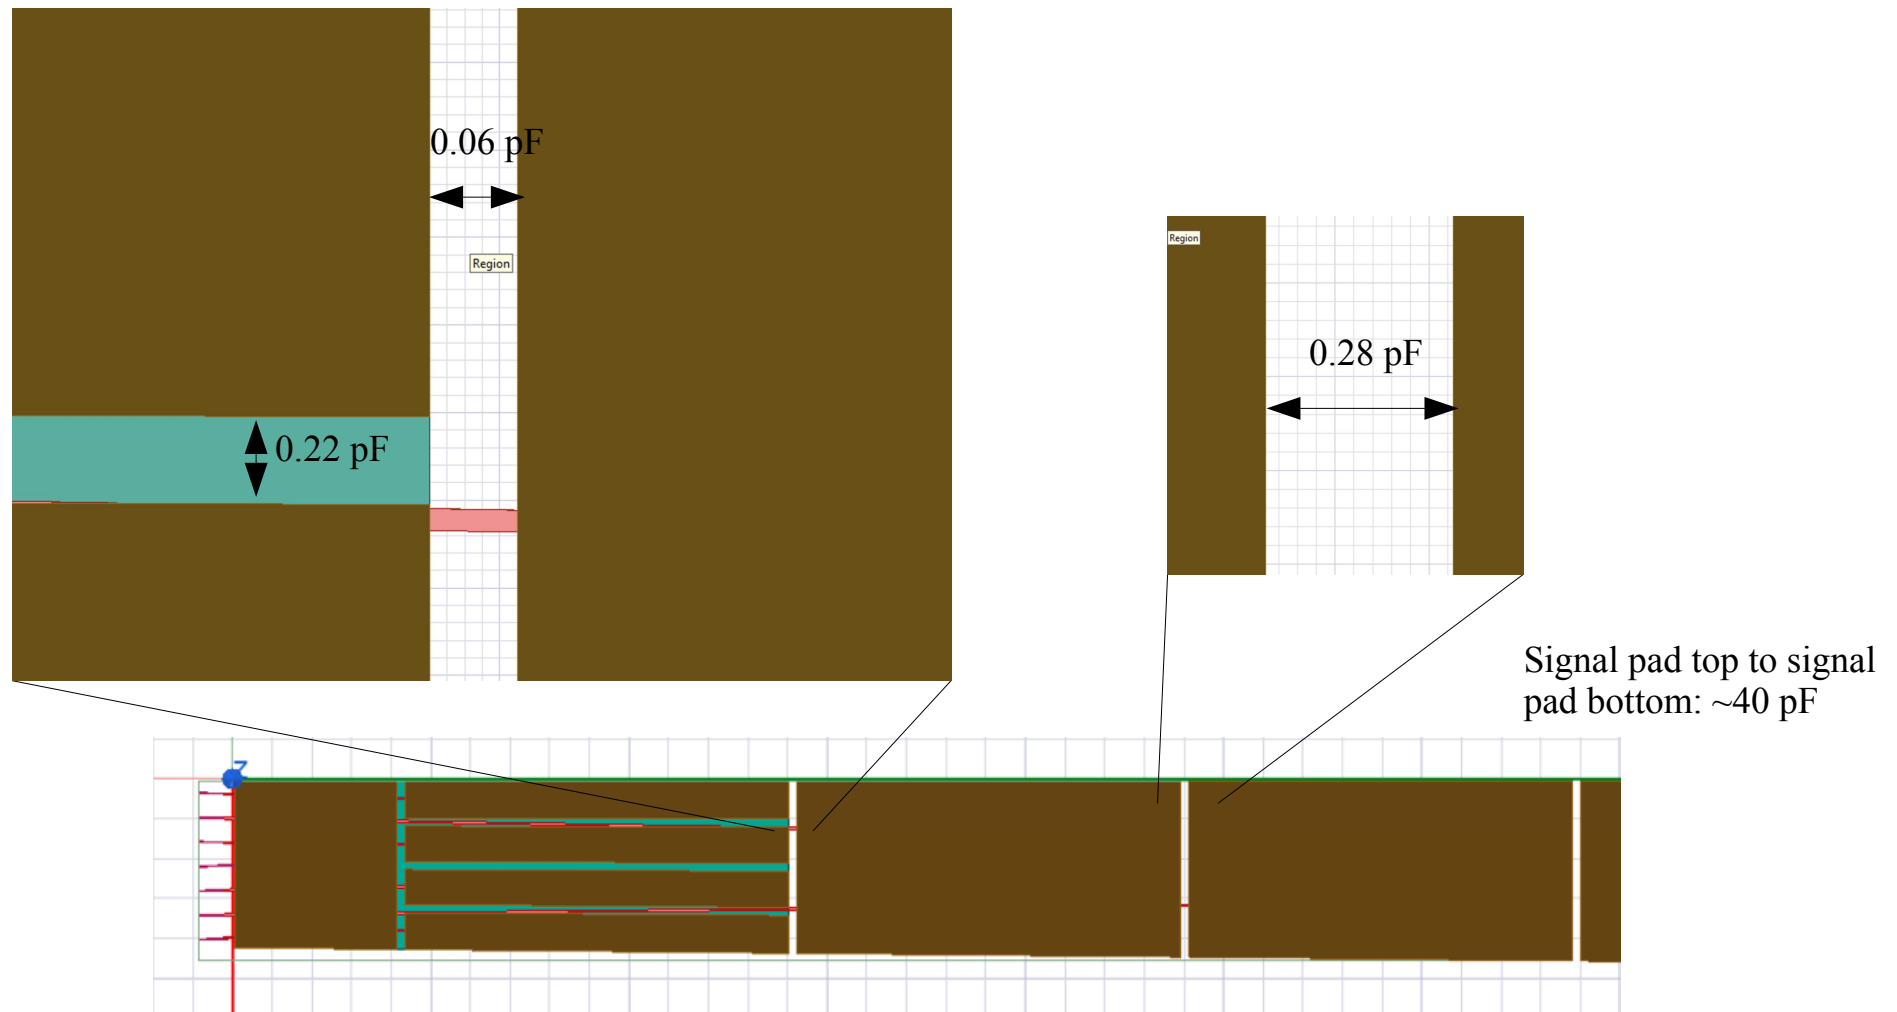 0.06 pF
Region
0.22 pF
Region
0.28 pF
Signal pad top to signal
pad bottom: ~40 pF
Z